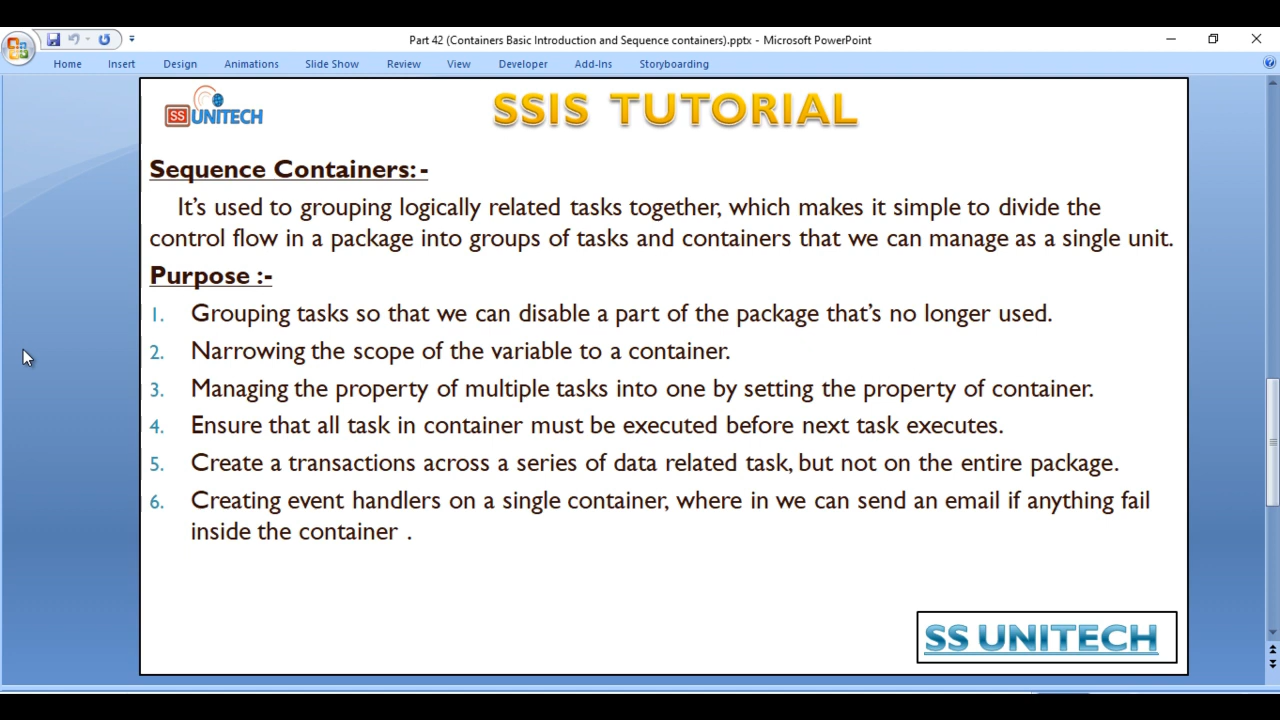 Part 42 (Containers Basic Introduction and Sequence containers).pptx - Microsoft PowerPoint
Home Insert Design Animations Slide Show Review View Developer Add-Ins Storyboarding
SS UNITECH
SSIS TUTORIAL
Sequence Containers:-
It's used to grouping logically related tasks together, which makes it simple to divide the
control flow in a package into groups of tasks and containers that we can manage as a single unit.
Purpose :-
1. Grouping tasks so that we can disable a part of the package that's no longer used.
2. Narrowing the scope of the variable to a container.
3. Managing the property of multiple tasks into one by setting the property of container.
4. Ensure that all task in container must be executed before next task executes.
5. Create a transactions across a series of data related task, but not on the entire package.
6. Creating event handlers on a single container, where in we can send an email if anything fail
inside the container .
SS UNITECH